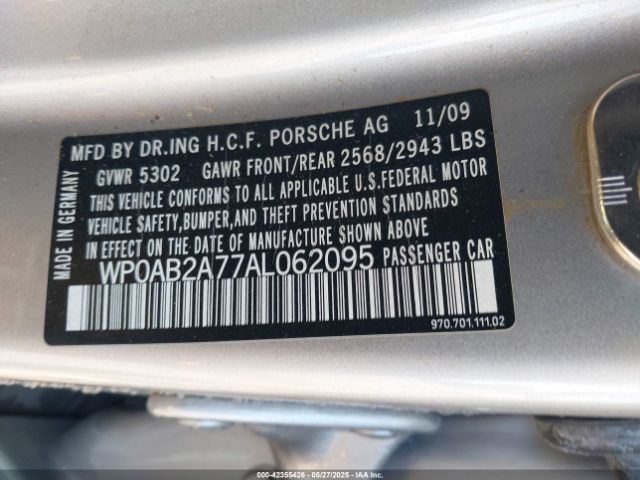 MFD BY DR.ING H.C.F. PORSCHE AG 11/09
GVWR 5302 GAWR FRONT/REAR 2568/2943 LBS
THIS VEHICLE CONFORMS TO ALL APPLICABLE U.S.FEDERAL MOTOR
VEHICLE SAFETY,BUMPER,AND THEFT PREVENTION STANDARDS
IN EFFECT ON THE DATE OF MANUFACTURE SHOWN ABOVE
WP0AB2A77AL062095 PASSENGER CAR
970.701.111.02
MADE IN GERMANY
000-42355426 - 05/27/2025 - IAAI.COM